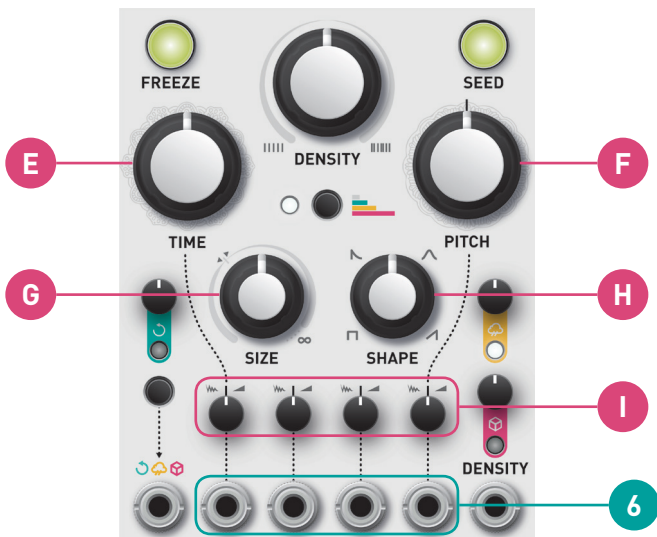 FREEZE
SEED
DENSITY
E
F
TIME
PITCH
G
H
SIZE
∞
SHAPE
I
DENSITY
6